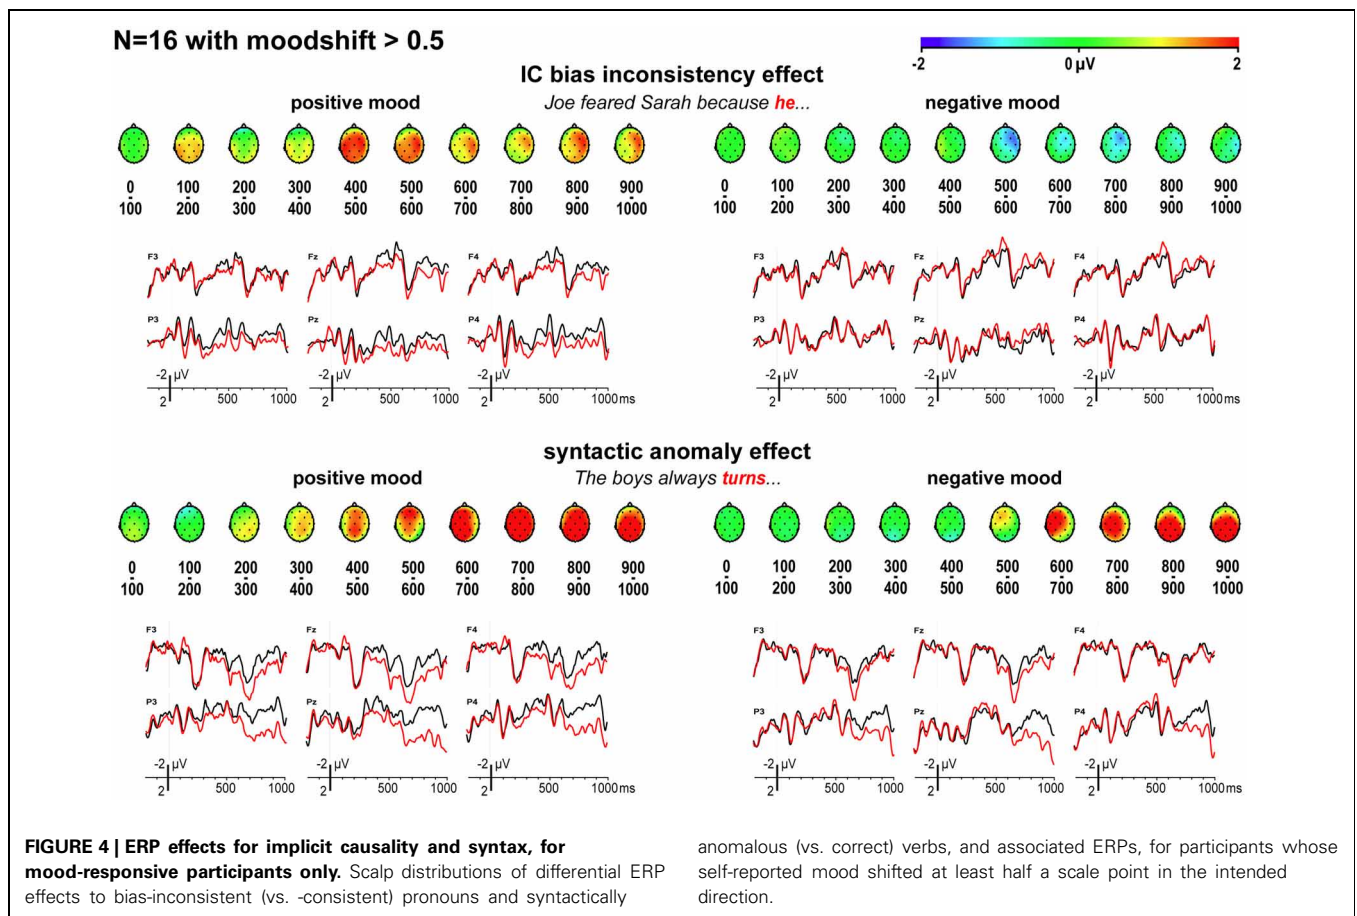 N=16 with moodshift > 0.5
-2 0 µV 2
IC bias inconsistency effect
positive mood Joe feared Sarah because he... negative mood
0 100 200 300 400 500 600 700 800 900 0 100 200 300 400 500 600 700 800 900
100 200 300 400 500 600 700 800 900 1000 100 200 300 400 500 600 700 800 900 1000
F3 Fz F4 F3 Fz F4
P3 Pz P4 P3 Pz P4
-2 µV -2 µV -2 µV -2 µV -2 µV -2 µV
2 500 1000 2 500 1000 2 500 1000 ms 2 500 1000 2 500 1000 2 500 1000 ms
syntactic anomaly effect
positive mood The boys always turns... negative mood
0 100 200 300 400 500 600 700 800 900 0 100 200 300 400 500 600 700 800 900
100 200 300 400 500 600 700 800 900 1000 100 200 300 400 500 600 700 800 900 1000
F3 Fz F4 F3 Fz F4
P3 Pz P4 P3 Pz P4
-2 µV -2 µV -2 µV -2 µV -2 µV -2 µV
2 500 1000 2 500 1000 2 500 1000 ms 2 500 1000 2 500 1000 2 500 1000 ms
FIGURE 4 | ERP effects for implicit causality and syntax, for
mood-responsive participants only. Scalp distributions of differential ERP
effects to bias-inconsistent (vs. -consistent) pronouns and syntactically
anomalous (vs. correct) verbs, and associated ERPs, for participants whose
self-reported mood shifted at least half a scale point in the intended
direction.